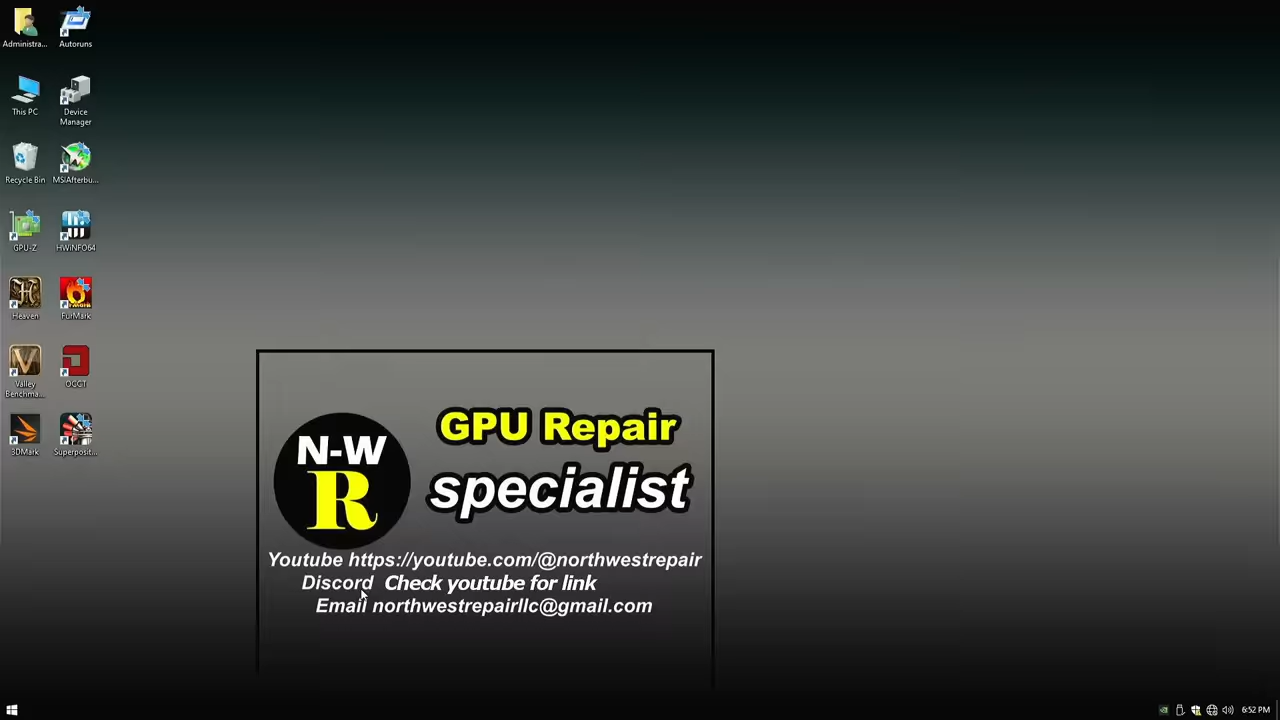 Administra...
Autoruns
This PC
Device
Manager
Recycle Bin
MSIAfterbu...
GPU-Z
HWiNFO64
Heaven
FurMark
Valley
Benchma...
OCCT
3DMark
Superposit...
N-W
R
GPU Repair
specialist
Youtube https://youtube.com/@northwestrepair
Discord Check youtube for link
Email northwestrepairllc@gmail.com
6:52 PM